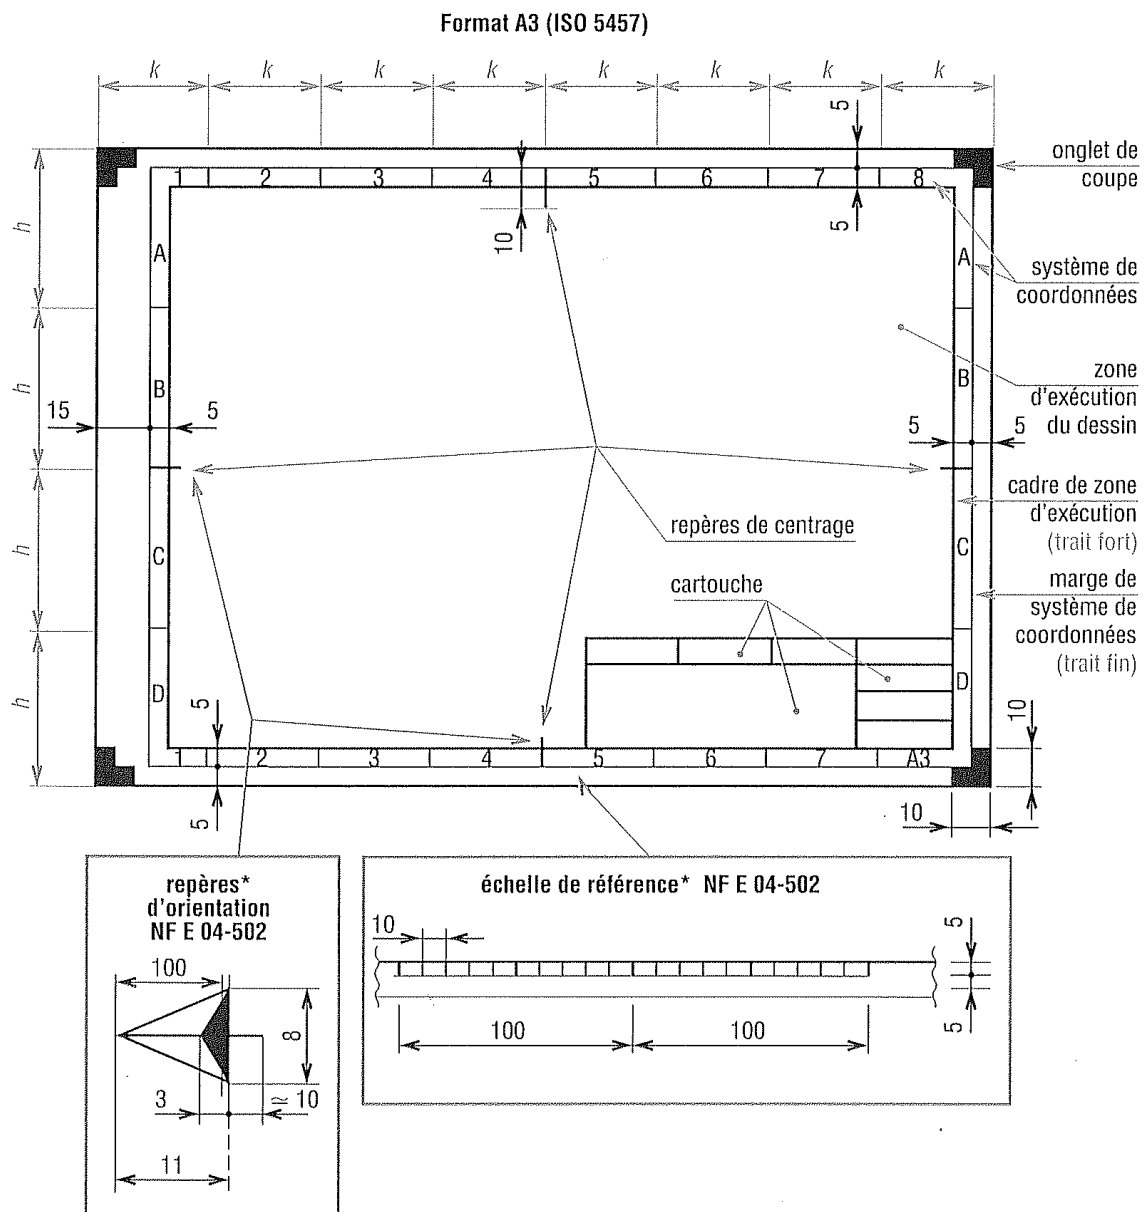 Format A3 (ISO 5457)
k k k k k k k k
5
onglet de
coupe
1 2 3 4 5 6 7 8
h
10
5
A
A
système de
coordonnées
h
B
B
zone
d'exécution
du dessin
15
5
5
5
cadre de zone
d'exécution
(trait fort)
repères de centrage
h
C
C
cartouche
marge de
système de
coordonnées
(trait fin)
h
D
D
5
10
1 2 3 4 5 6 7 A3
5
10
repères*
d'orientation
NF E 04-502
100
8
3
≃ 10
11
échelle de référence* NF E 04-502
10
5
100 100
5